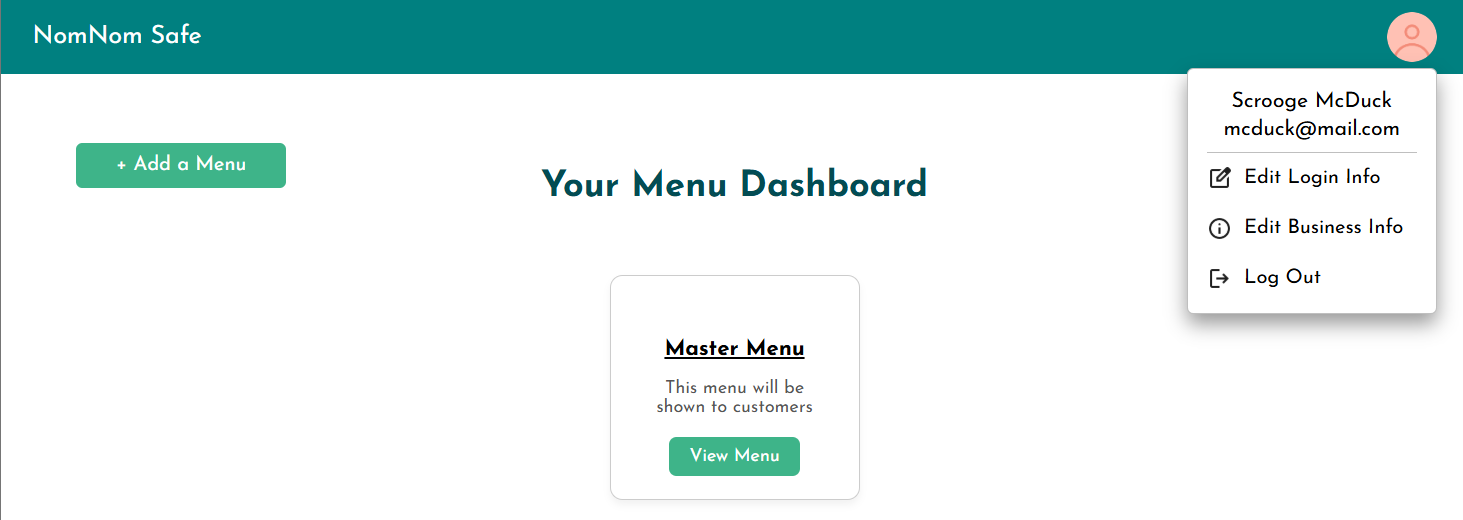 NomNom Safe
Scrooge McDuck
mcduck@mail.com
Edit Login Info
Edit Business Info
Log Out
+ Add a Menu
Your Menu Dashboard
Master Menu
This menu will be
shown to customers
View Menu